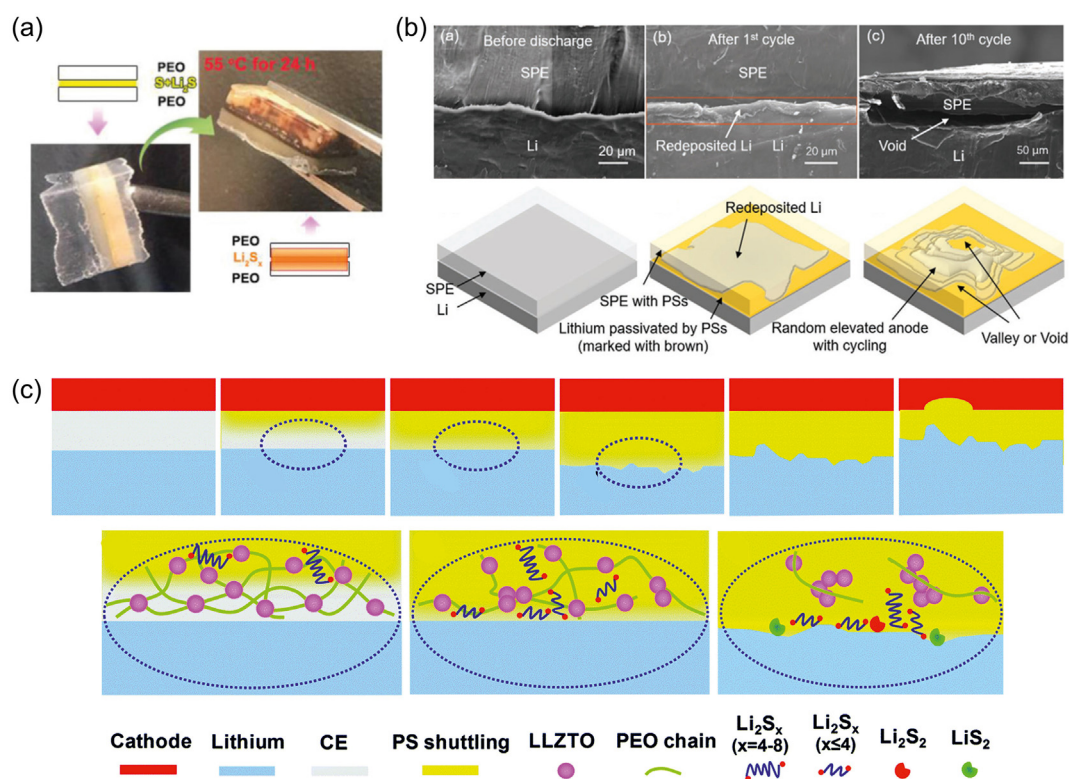 (a)
PEO
S+Li2S
PEO
55 °C for 24 h
PEO
Li2Sx
PEO
(b)
(a)
Before discharge
SPE
Li
20 μm
(b)
After 1st cycle
SPE
Redeposited Li
Li
20 μm
(c)
After 10th cycle
SPE
Void
Li
50 μm
SPE
Li
Redeposited Li
SPE with PSs
Lithium passivated by PSs
(marked with brown)
Random elevated anode
with cycling
Valley or Void
(c)
Cathode
Lithium
CE
PS shuttling
LLZTO
PEO chain
Li2Sx
(x=4-8)
Li2Sx
(x≤4)
Li2S2
LiS2